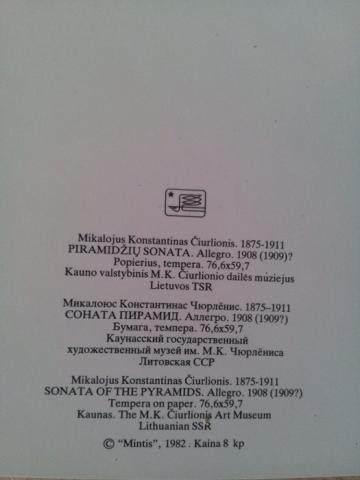 Mikalojus Konstantinas Čiurlionis. 1875-1911
PIRAMIDŽIŲ SONATA. Allegro. 1908 (1909)?
Popierius, tempera. 76,6x59,7
Kauno valstybinis M.K. Čiurlionio dailės mùziejus
Lietuvos TSR
Микалоюс Константинас Чюрлёнис. 1875-1911
СОНАТА ПИРАМИД. Аллегро. 1908 (1909?)
Бумага, темпера. 76,6x59,7
Каунасский государственный
художественный музей им. М.К. Чюрлёниса
Литовская ССР
Mikalojus Konstantinas Čiurlionis. 1875-1911
SONATA OF THE PYRAMIDS. Allegro. 1908 (1909?)
Tempera on paper. 76,6x59,7
Kaunas. The M.K. Čiurlionis Art Museum
Lithuanian SSR
© "Mintis", 1982. Kaina 8 kp